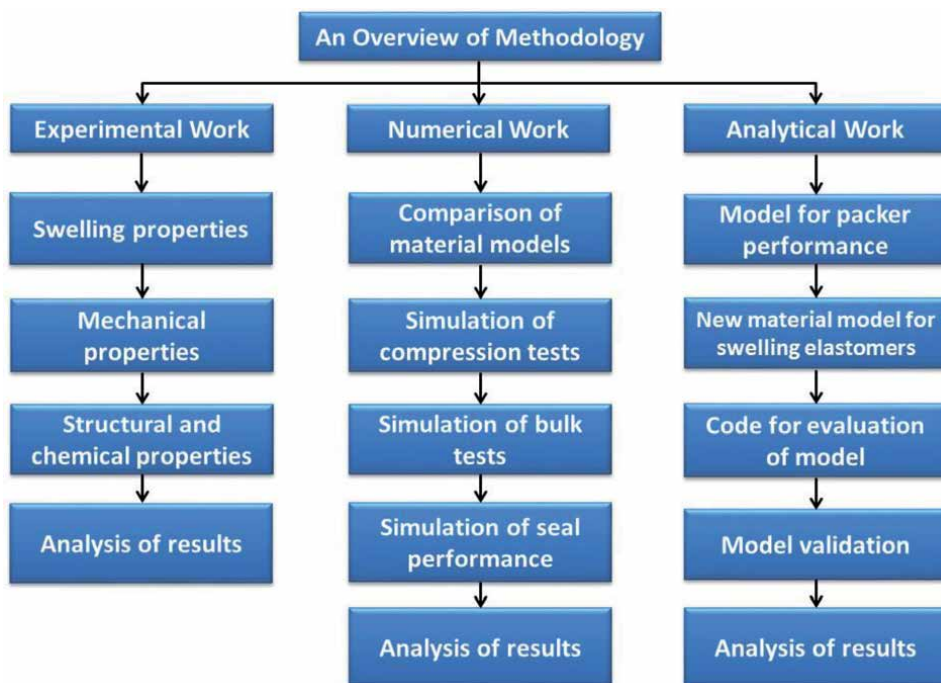 An Overview of Methodology
Experimental Work
Swelling properties
Mechanical
properties
Structural and
chemical properties
Analysis of results
Numerical Work
Comparison of
material models
Simulation of
compression tests
Simulation of bulk
tests
Simulation of seal
performance
Analysis of results
Analytical Work
Model for packer
performance
New material model for
swelling elastomers
Code for evaluation
of model
Model validation
Analysis of results